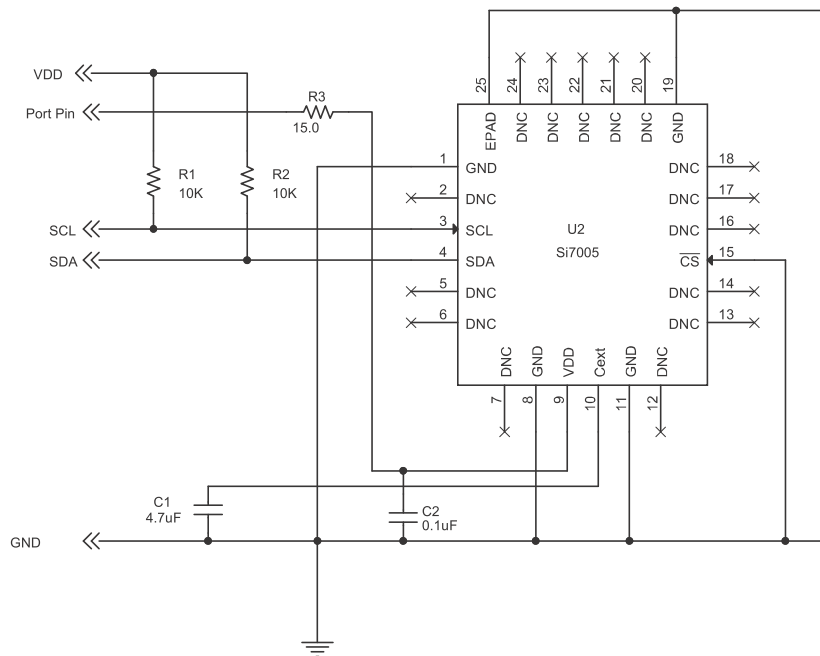 25
24
23
22
21
20
19
EPAD
DNC
DNC
DNC
DNC
DNC
GND
VDD
Port Pin
R3
15.0
R1
10K
R2
10K
SCL
SDA
1
GND
2
DNC
3
SCL
4
SDA
5
DNC
6
DNC
U2
Si7005
DNC
18
DNC
17
DNC
16
CS
15
DNC
14
DNC
13
DNC
GND
VDD
Cext
GND
DNC
7
8
9
10
11
12
C1
4.7uF
C2
0.1uF
GND